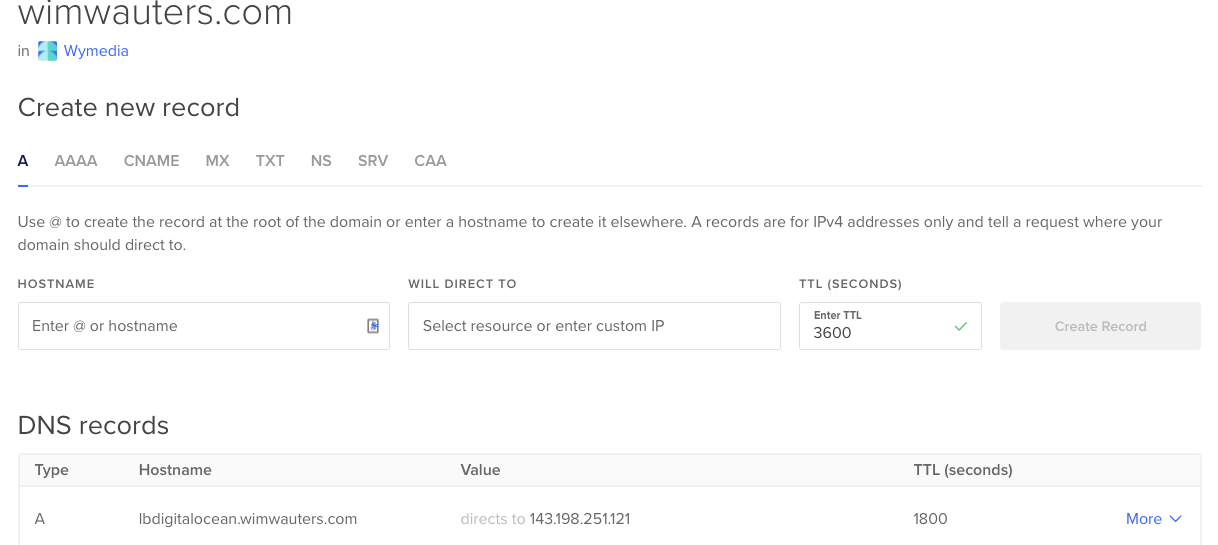 wimwauters.com
in Wymedia
Create new record
A AAAA CNAME MX TXT NS SRV CAA
Use @ to create the record at the root of the domain or enter a hostname to create it elsewhere. A records are for IPv4 addresses only and tell a request where your
domain should direct to.
HOSTNAME WILL DIRECT TO TTL (SECONDS)
Enter @ or hostname Select resource or enter custom IP Enter TTL 3600 Create Record
DNS records
Type Hostname Value TTL (seconds)
A lbdigitalocean.wimwauters.com directs to 143.198.251.121 1800 More